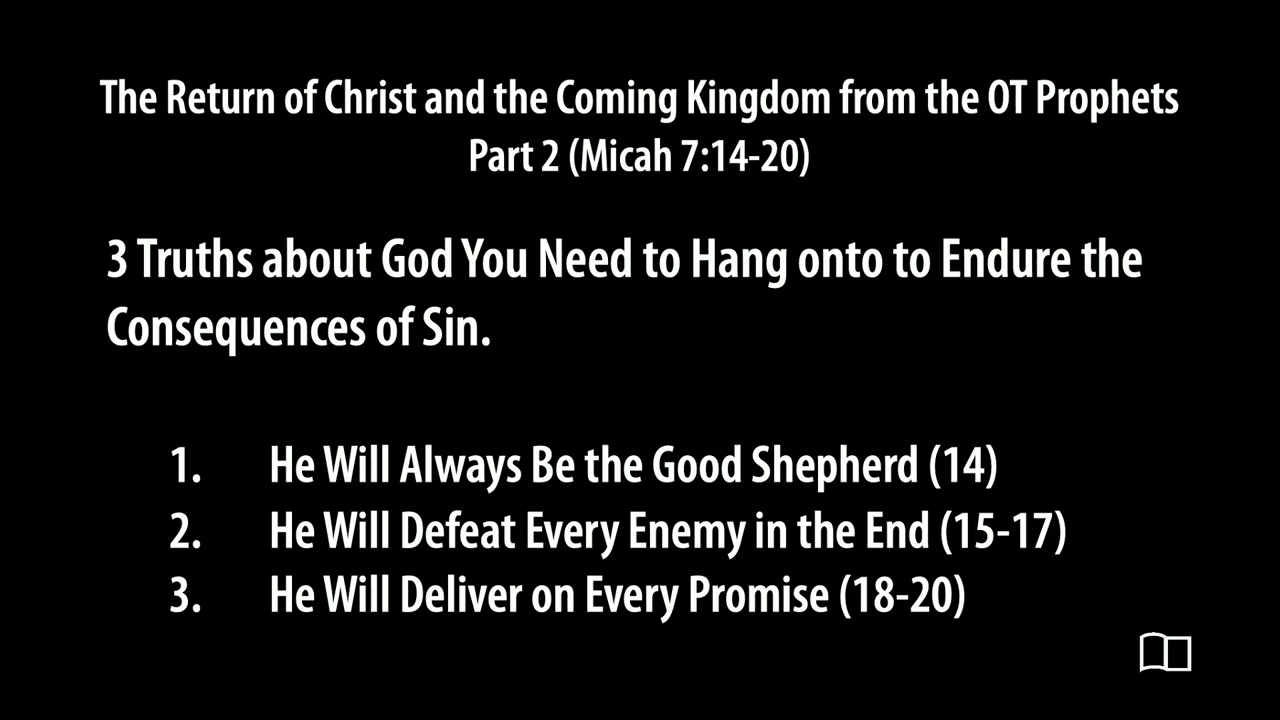 The Return of Christ and the Coming Kingdom from the OT Prophets
Part 2 (Micah 7:14-20)
3 Truths about God You Need to Hang onto to Endure the
Consequences of Sin.
1. He Will Always Be the Good Shepherd (14)
2. He Will Defeat Every Enemy in the End (15-17)
3. He Will Deliver on Every Promise (18-20)